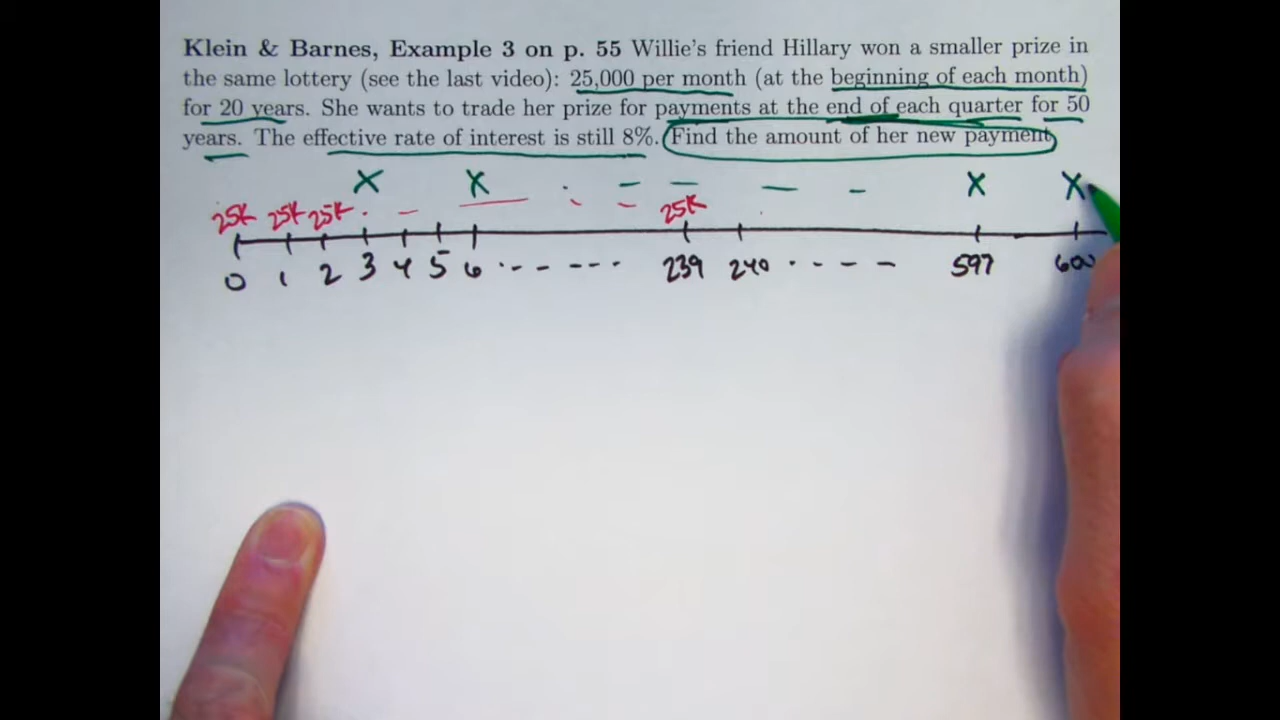 Klein & Barnes, Example 3 on p. 55 Willie's friend Hillary won a smaller prize in
the same lottery (see the last video): 25,000 per month (at the beginning of each month)
for 20 years. She wants to trade her prize for payments at the end of each quarter for 50
years. The effective rate of interest is still 8%. Find the amount of her new payment
X X . - - - - X X
25K 25K 25K . - - . - - 25K
0 1 2 3 4 5 6 . - - - - . . 239 240 . - - - - 597 600